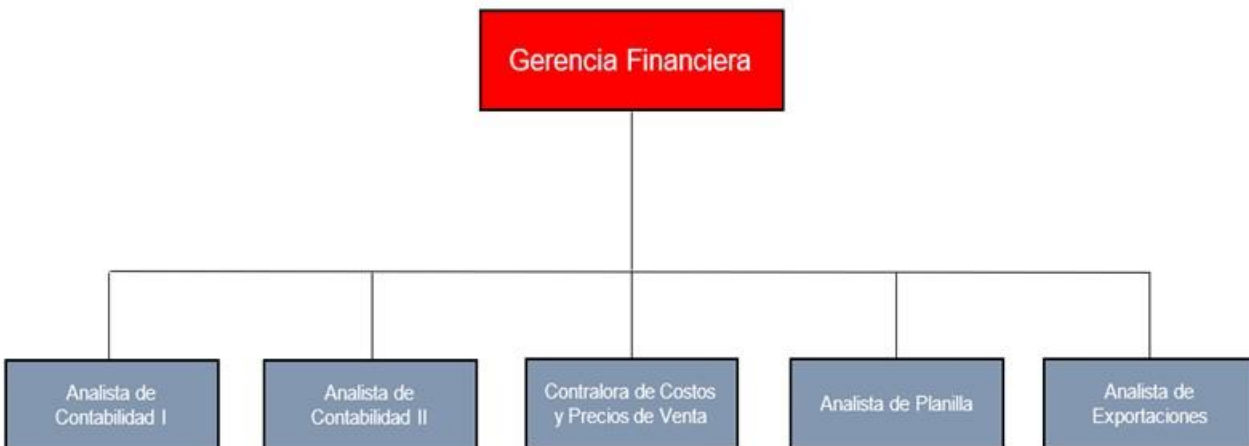 Gerencia Financiera
Analista de
Contabilidad I
Analista de
Contabilidad II
Contralora de Costos
y Precios de Venta
Analista de Planilla
Analista de
Exportaciones